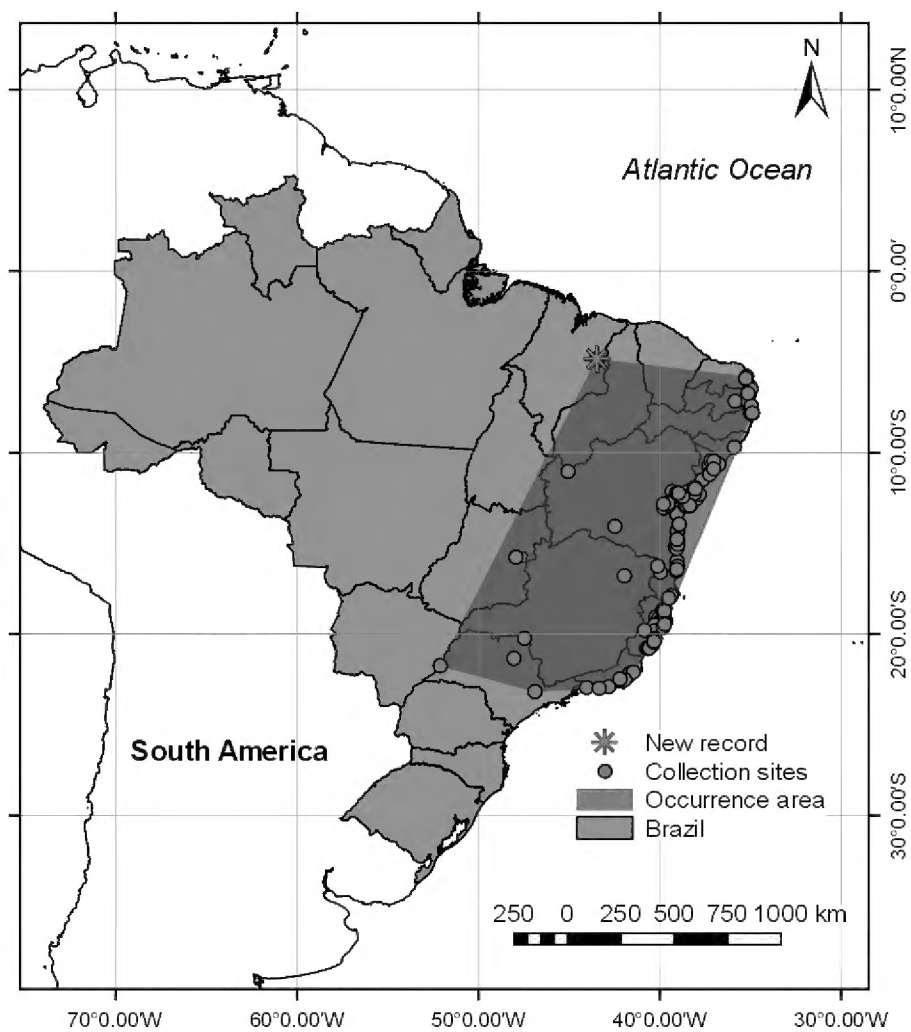 N
Atlantic Ocean
10°0.00'N
0°0.00'
10°0.00'S
20°0.00'S
30°0.00'S
South America
New record
Collection sites
Occurrence area
Brazil
250 0 250 500 750 1000 km
70°0.00'W 60°0.00'W 50°0.00'W 40°0.00'W 30°0.00'W